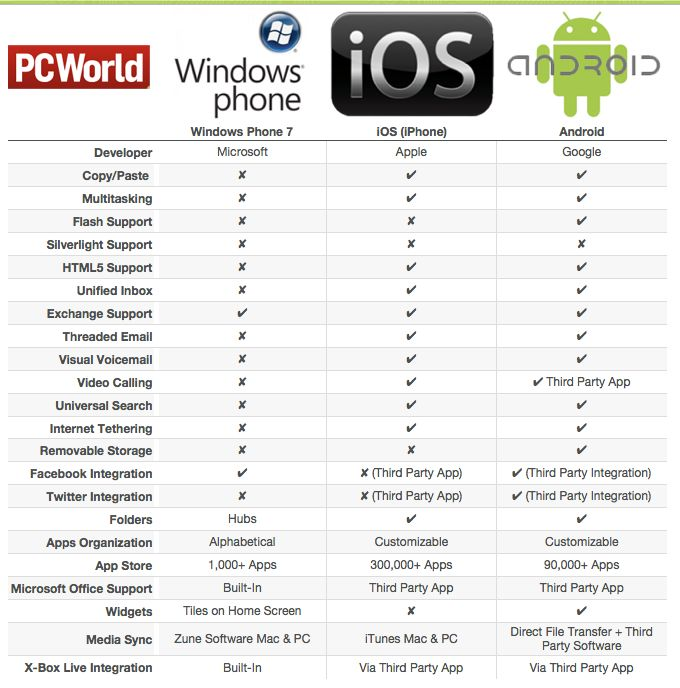 PCWorld
Windows®
phone
iOS
ANDROID
Windows Phone 7 iOS (iPhone) Android
Developer Microsoft Apple Google
Copy/Paste ✘ ✔ ✔
Multitasking ✘ ✔ ✔
Flash Support ✘ ✘ ✔
Silverlight Support ✘ ✘ ✘
HTML5 Support ✘ ✔ ✔
Unified Inbox ✘ ✔ ✔
Exchange Support ✔ ✔ ✔
Threaded Email ✘ ✔ ✔
Visual Voicemail ✘ ✔ ✔
Video Calling ✘ ✔ ✔ Third Party App
Universal Search ✘ ✔ ✔
Internet Tethering ✘ ✔ ✔
Removable Storage ✘ ✘ ✔
Facebook Integration ✔ ✘ (Third Party App) ✔ (Third Party Integration)
Twitter Integration ✘ ✘ (Third Party App) ✔ (Third Party Integration)
Folders Hubs ✔ ✔
Apps Organization Alphabetical Customizable Customizable
App Store 1,000+ Apps 300,000+ Apps 90,000+ Apps
Microsoft Office Support Built-In Third Party App Third Party App
Widgets Tiles on Home Screen ✘ ✔
Media Sync Zune Software Mac & PC iTunes Mac & PC Direct File Transfer + Third
Party Software
X-Box Live Integration Built-In Via Third Party App Via Third Party App